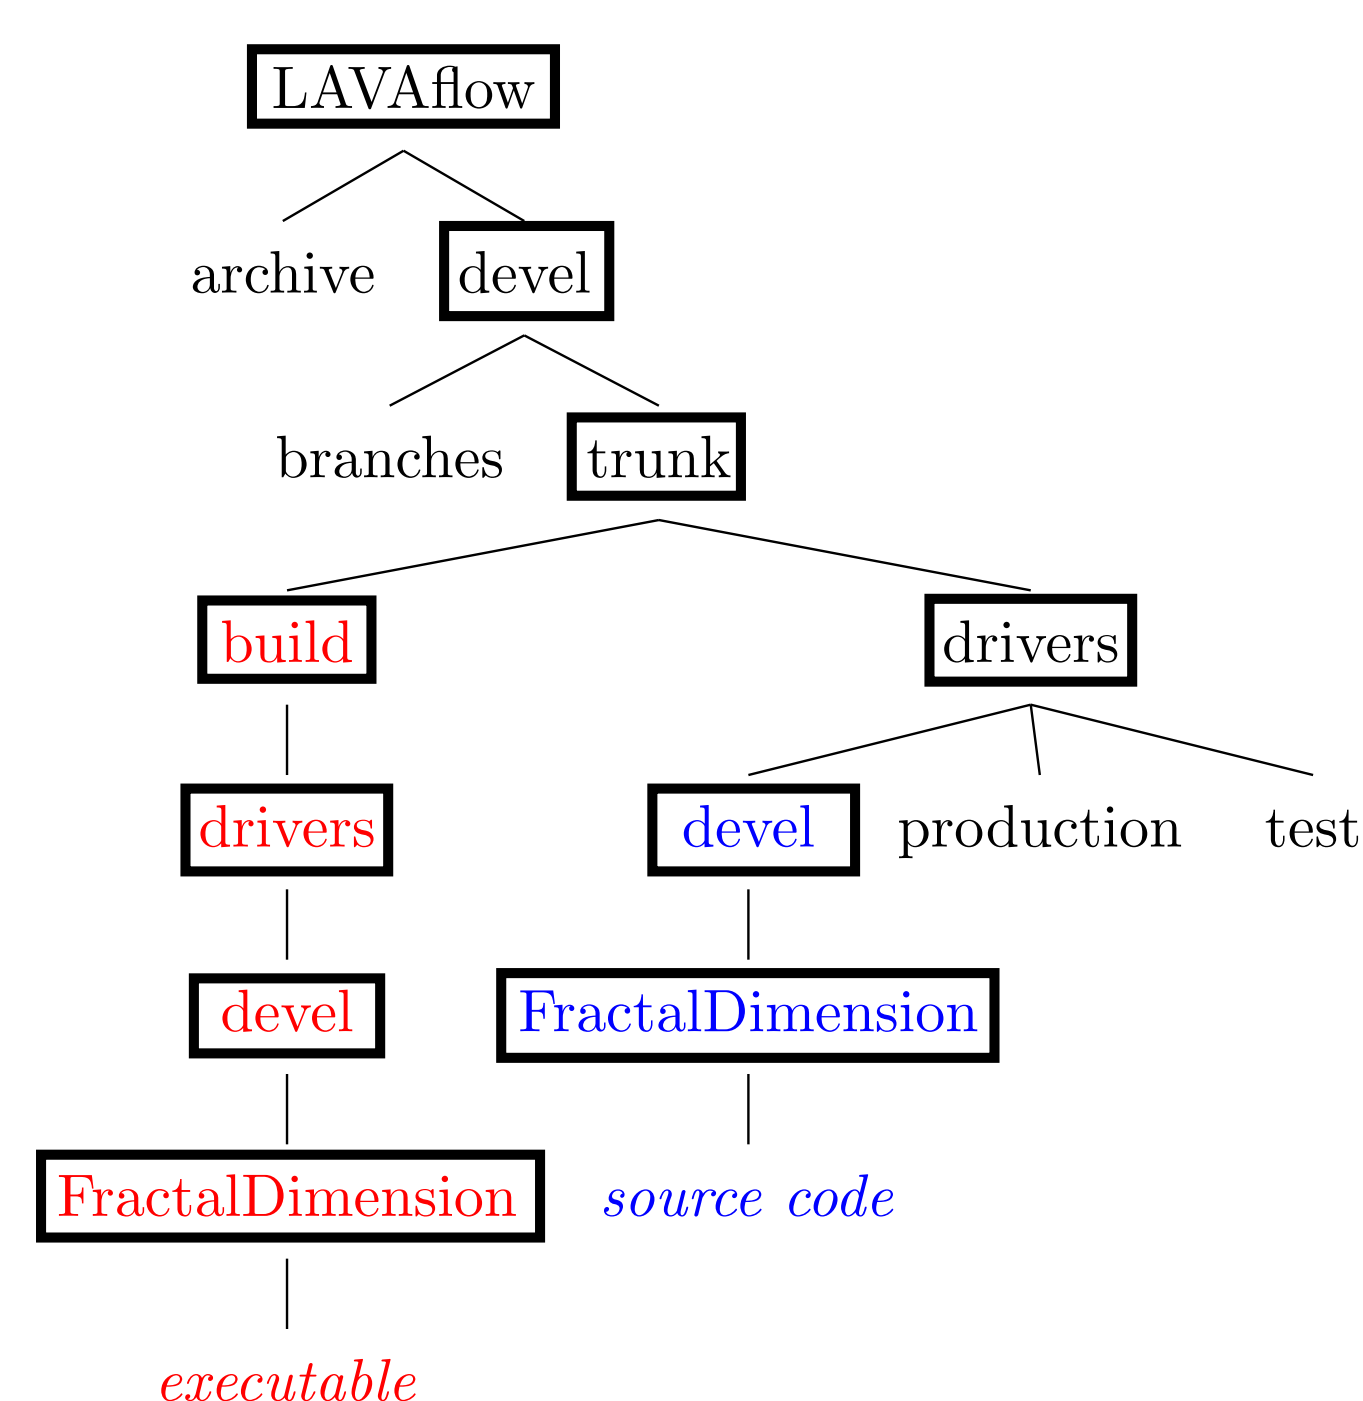 LAVAflow
archive devel
branches trunk
build drivers
drivers devel production test
devel FractalDimension
FractalDimension source code
executable